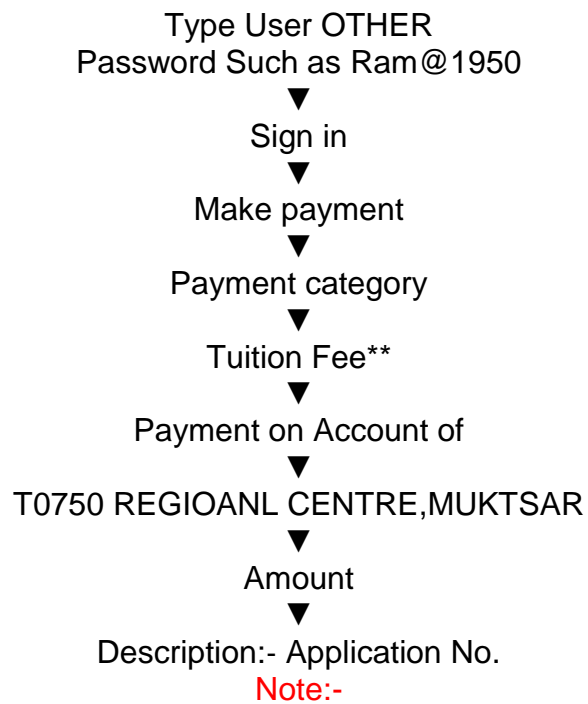 Type User OTHER
Password Such as Ram@1950
▼
Sign in
▼
Make payment
▼
Payment category
▼
Tuition Fee**
▼
Payment on Account of
▼
T0750 REGIOANL CENTRE,MUKTSAR
▼
Amount
▼
Description:- Application No.
Note:-